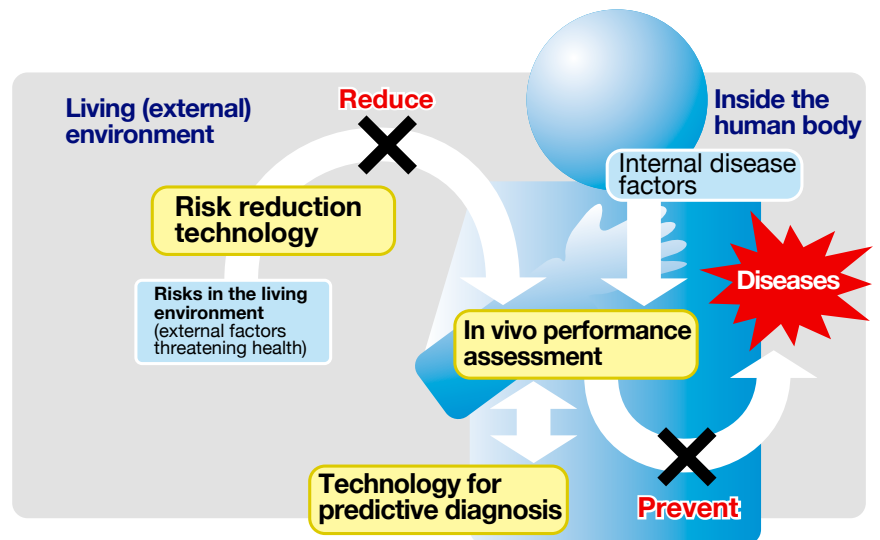 Living (external)
environment
Reduce
Inside the
human body
Internal disease
factors
Risk reduction
technology
Risks in the living
environment
(external factors
threatening health)
Diseases
In vivo performance
assessment
Technology for
predictive diagnosis
Prevent